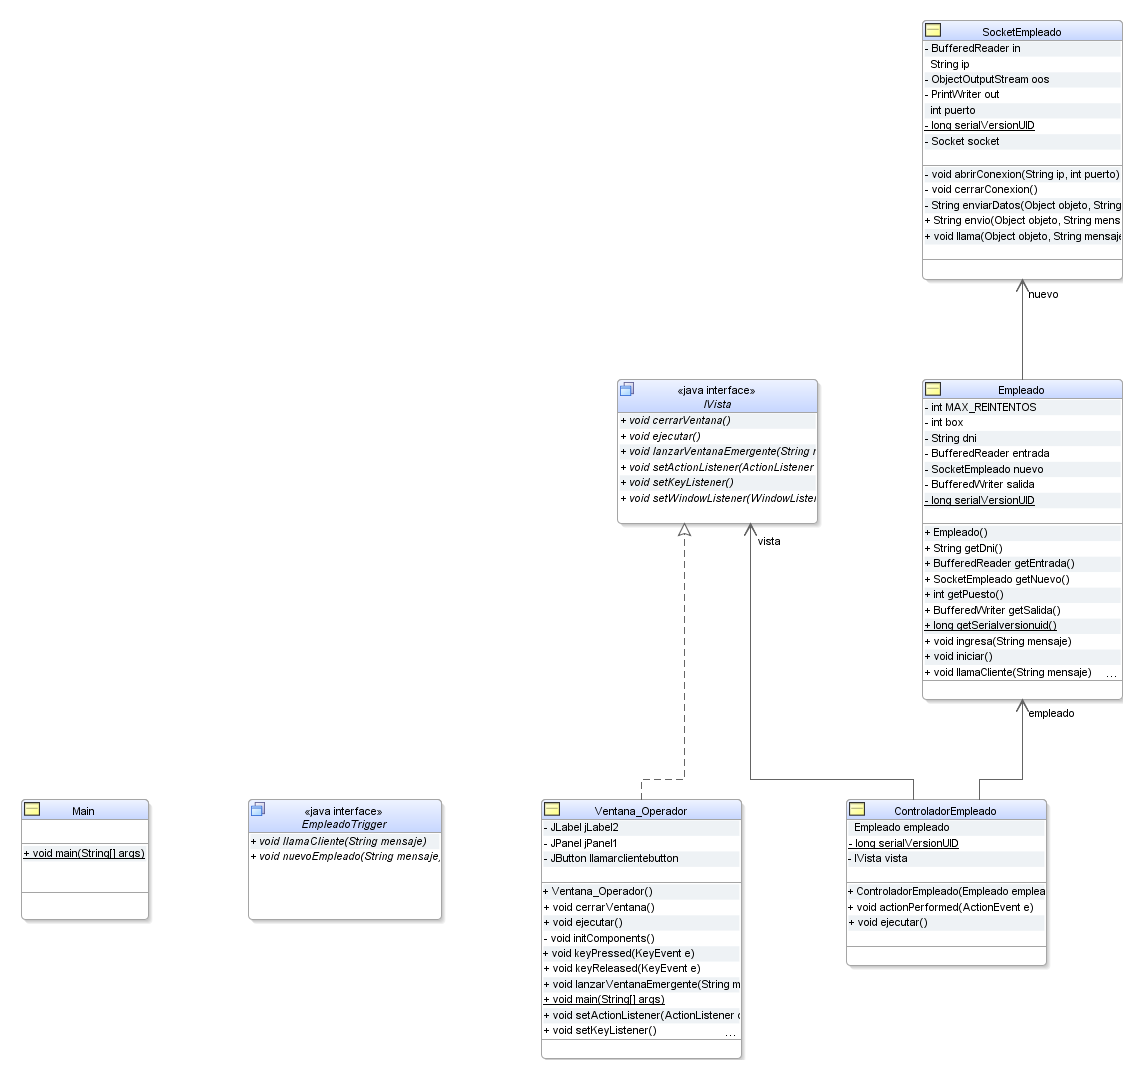 SocketEmpleado
- BufferedReader in
String ip
- ObjectOutputStream oos
- PrintWriter out
int puerto
- long serialVersionUID
- Socket socket
- void abrirConexion(String ip, int puerto)
- void cerrarConexion()
- String enviarDatos(Object objeto, String
+ String envio(Object objeto, String mens
+ void llama(Object objeto, String mensaje
nuevo
«java interface»
IVista
+ void cerrarVentana()
+ void ejecutar()
+ void lanzarVentanaEmergente(String
+ void setActionListener(ActionListener
+ void setKeyListener()
+ void setWindowListener(WindowListen
vista
Empleado
- int MAX_REINTENTOS
- int box
- String dni
- BufferedReader entrada
- SocketEmpleado nuevo
- BufferedWriter salida
- long serialVersionUID
+ Empleado()
+ String getDni()
+ BufferedReader getEntrada()
+ SocketEmpleado getNuevo()
+ int getPuesto()
+ BufferedWriter getSalida()
+ long getSerialversionuid()
+ void ingresa(String mensaje)
+ void iniciar()
+ void llamaCliente(String mensaje) ...
empleado
Main
+ void main(String[] args)
«java interface»
EmpleadoTrigger
+ void llamaCliente(String mensaje)
+ void nuevoEmpleado(String mensaje,
Ventana_Operador
- JLabel jLabel2
- JPanel jPanel1
- JButton llamarclientebutton
+ Ventana_Operador()
+ void cerrarVentana()
+ void ejecutar()
- void initComponents()
+ void keyPressed(KeyEvent e)
+ void keyReleased(KeyEvent e)
+ void lanzarVentanaEmergente(String m
+ void main(String[] args)
+ void setActionListener(ActionListener
+ void setKeyListener() ...
ControladorEmpleado
Empleado empleado
- long serialVersionUID
- IVista vista
+ ControladorEmpleado(Empleado emplea
+ void actionPerformed(ActionEvent e)
+ void ejecutar()